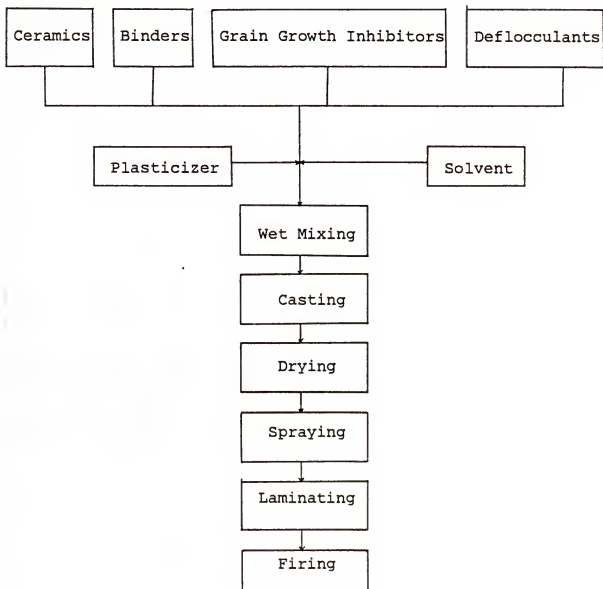 Ceramics
Binders
Grain Growth Inhibitors
Deflocculants
Plasticizer
Solvent
Wet Mixing
Casting
Drying
Spraying
Laminating
Firing